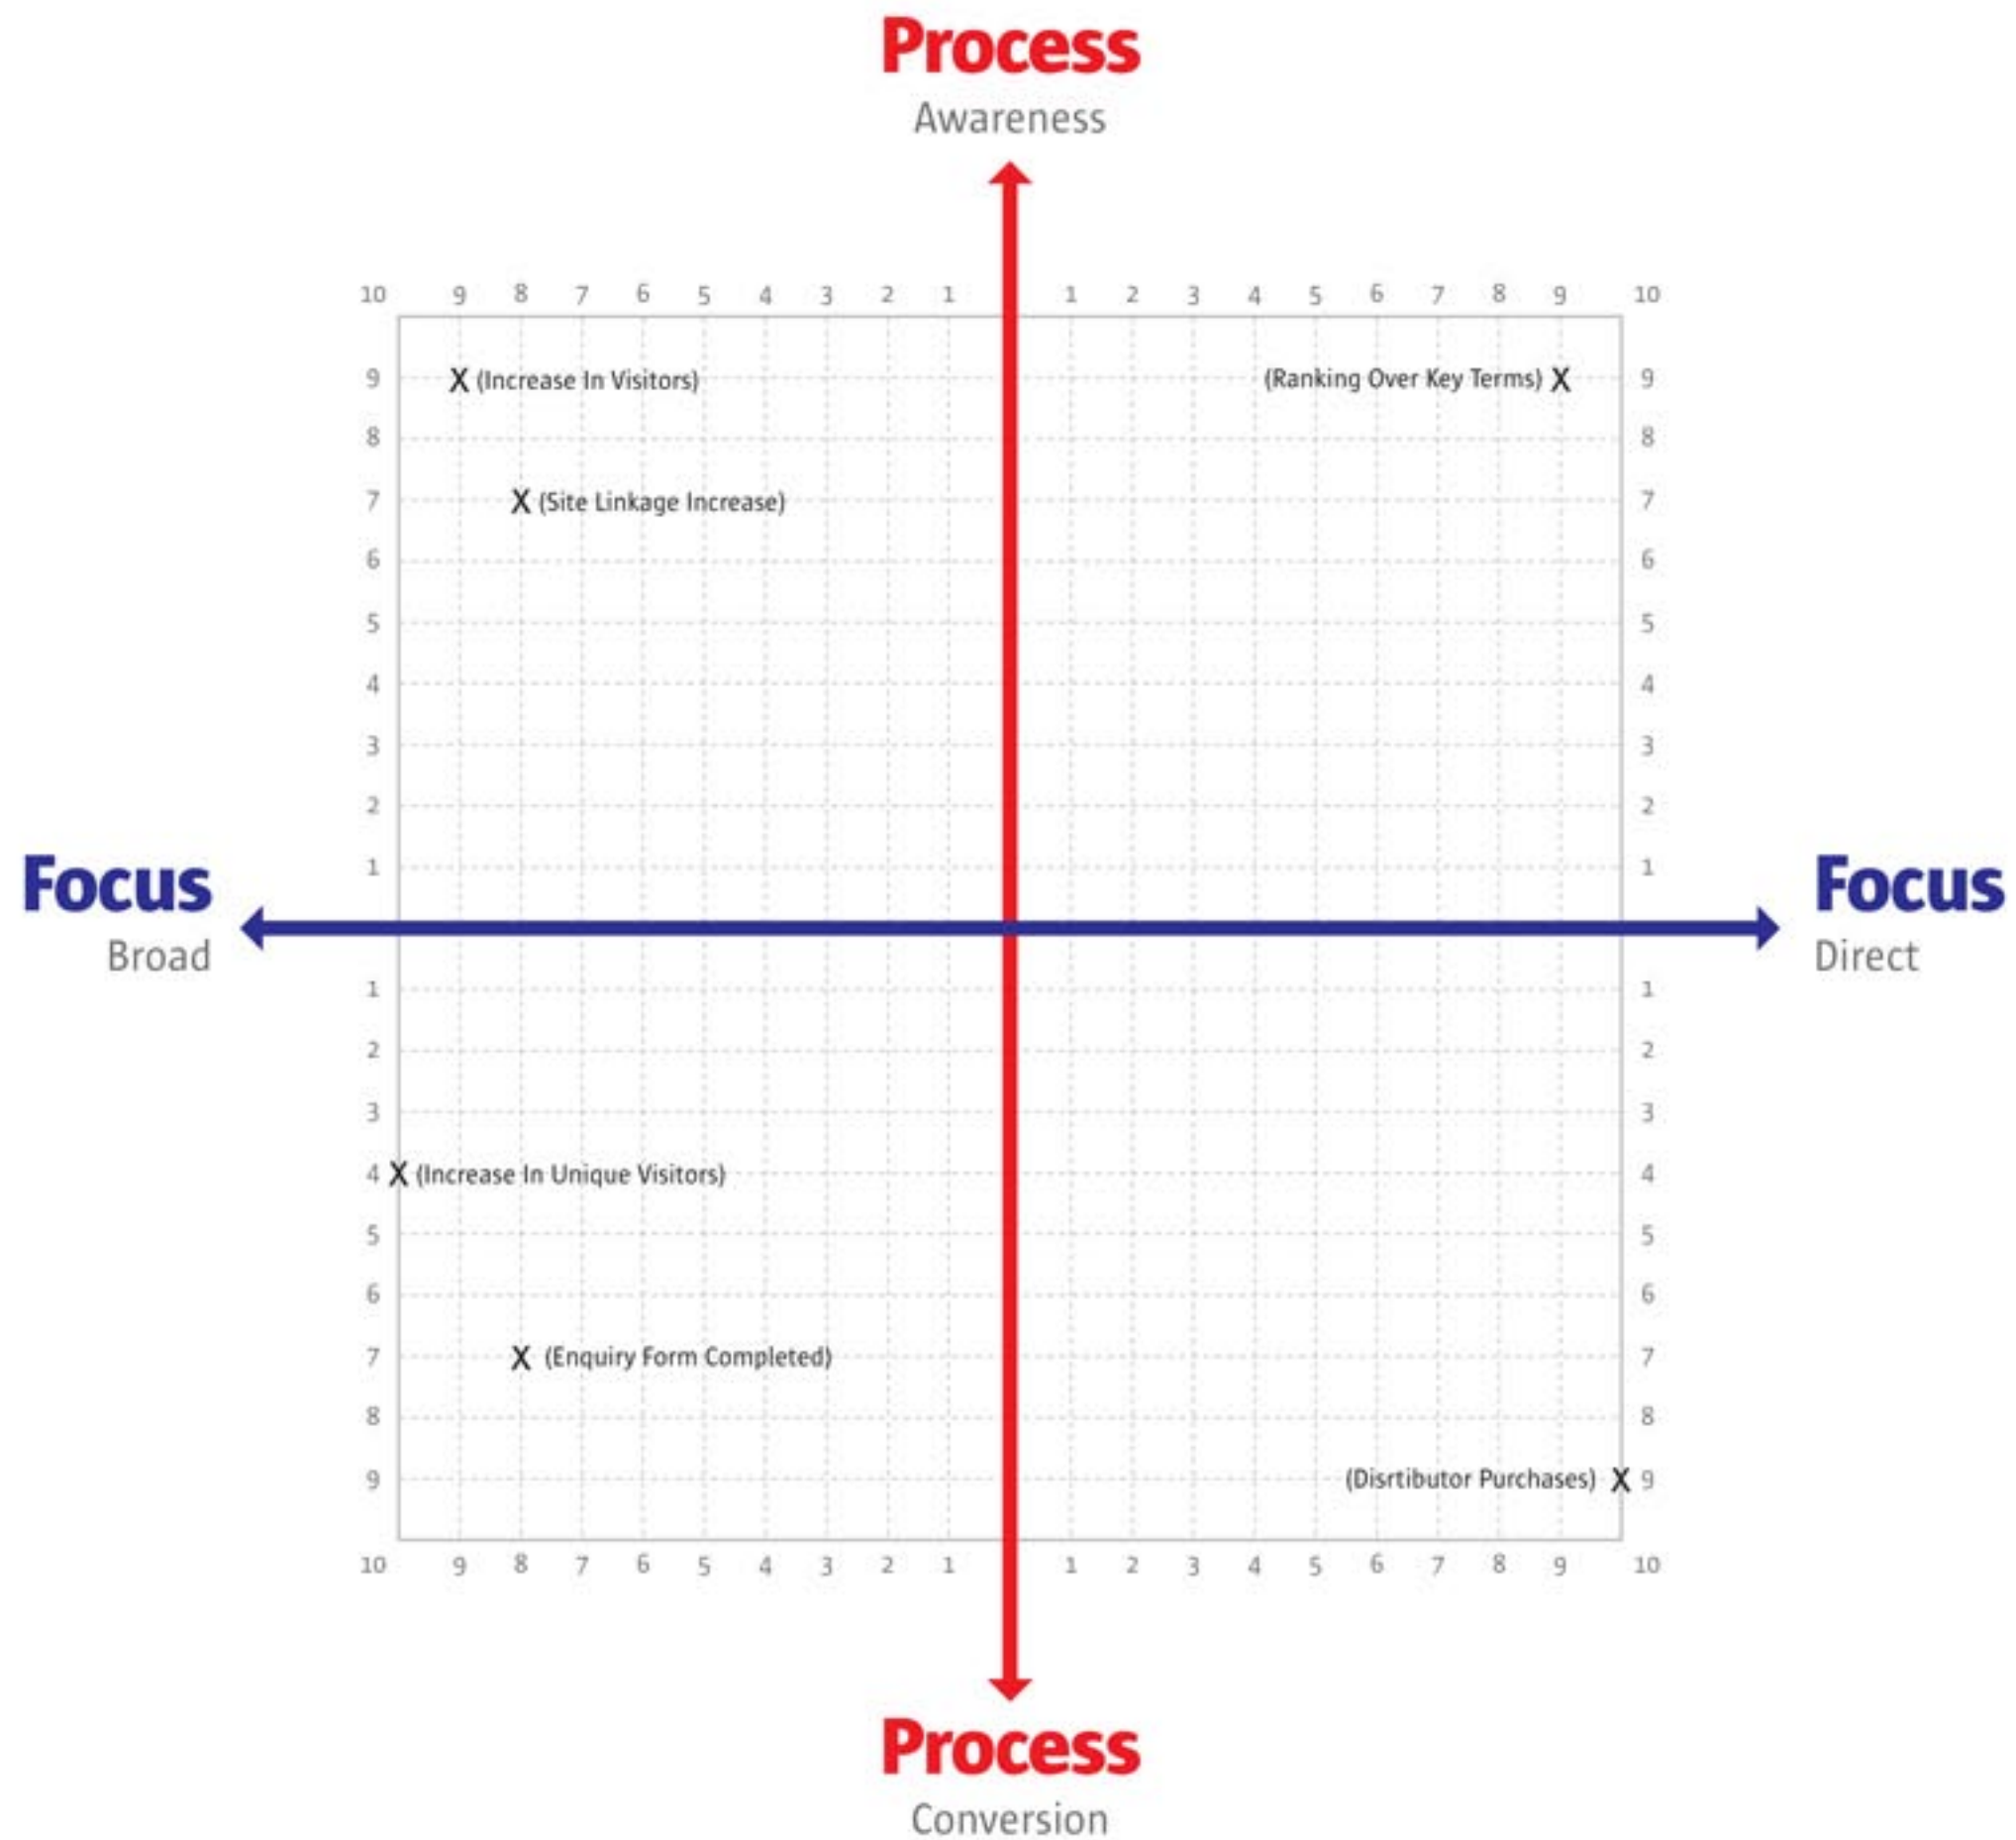 Process
Awareness
10 9 8 7 6 5 4 3 2 1 1 2 3 4 5 6 7 8 9 10
9 X (Increase In Visitors) (Ranking Over Key Terms) X 9
8 8
7 X (Site Linkage Increase) 7
6 6
5 5
4 4
3 3
2 2
1 1
Focus
Broad
Focus
Direct
1 1
2 2
3 3
4 X (Increase In Unique Visitors) 4
5 5
6 6
7 X (Enquiry Form Completed) 7
8 8
9 (Disrtibutor Purchases) X 9
10 9 8 7 6 5 4 3 2 1 1 2 3 4 5 6 7 8 9 10
Process
Conversion